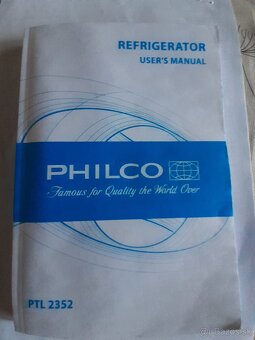 REFRIGERATOR
USER'S MANUAL
PHILCO
Famous for Quality the World Over
PTL 2352